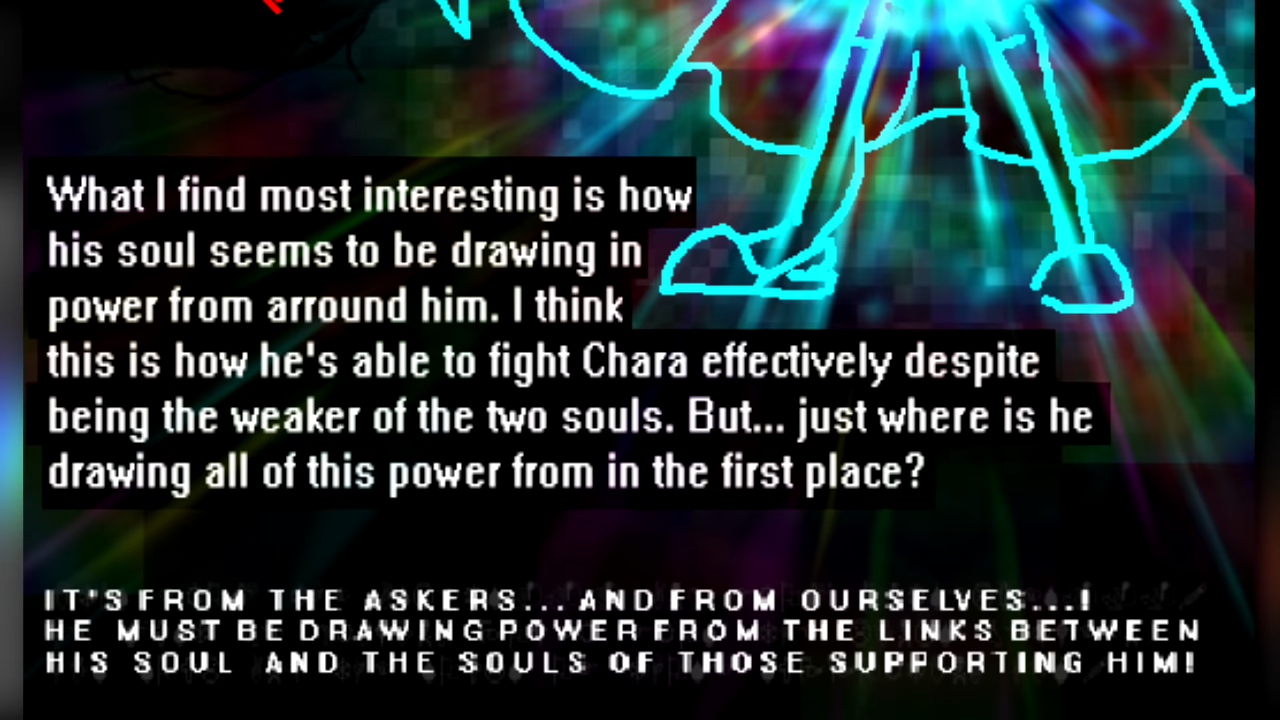 What I find most interesting is how
his soul seems to be drawing in
power from arround him. I think
this is how he's able to fight Chara effectively despite
being the weaker of the two souls. But... just where is he
drawing all of this power from in the first place?
IT'S FROM THE ASKERS... AND FROM OURSELVES...!
HE MUST BE DRAWING POWER FROM THE LINKS BETWEEN
HIS SOUL AND THE SOULS OF THOSE SUPPORTING HIM!